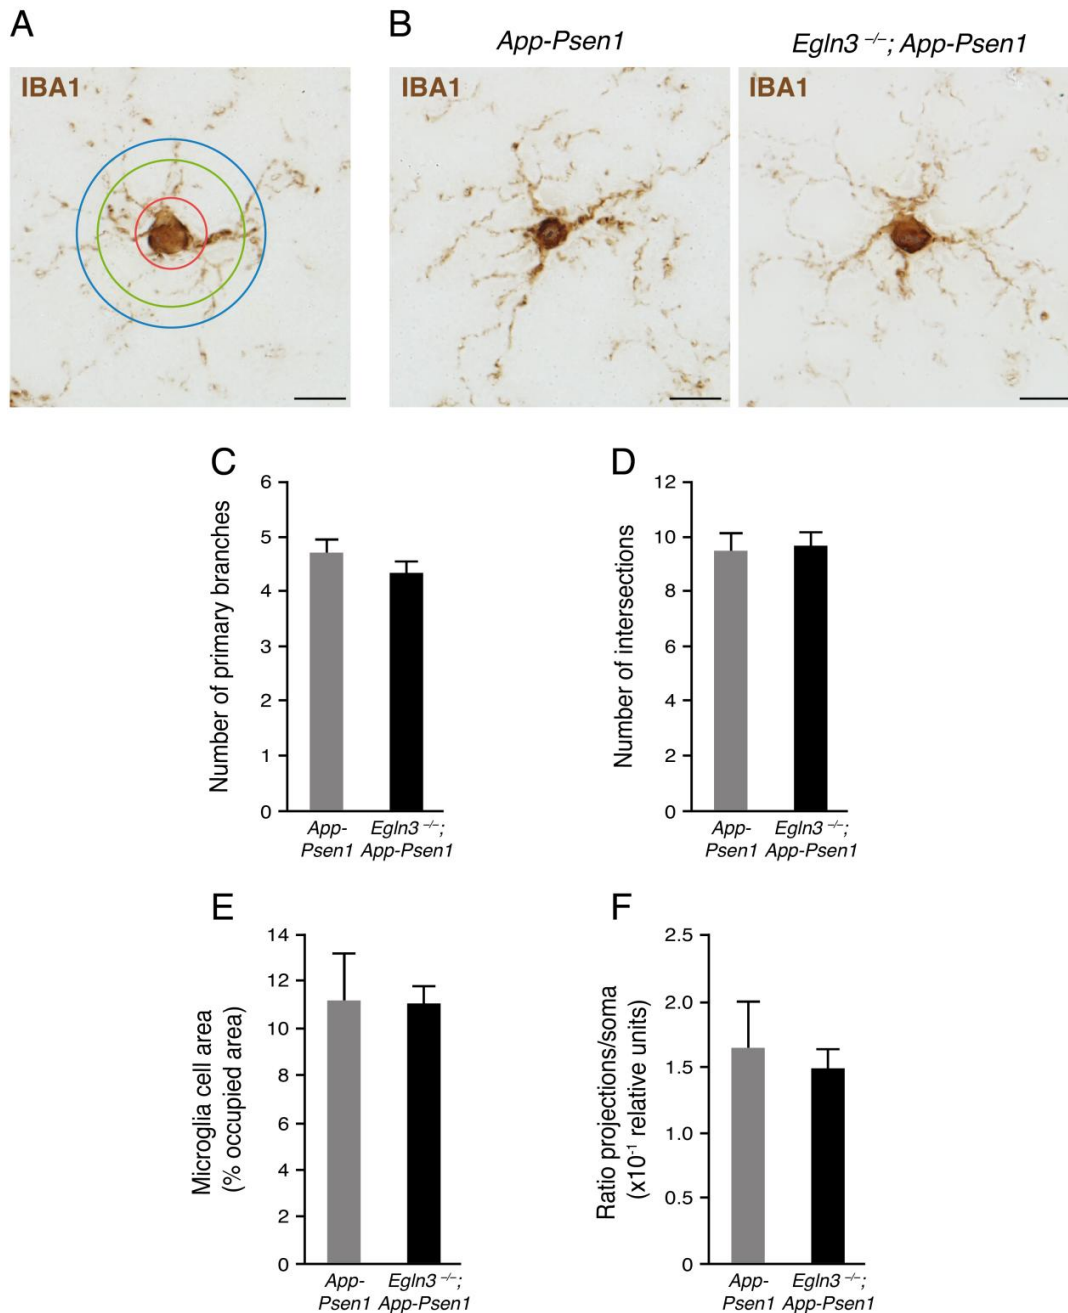 A
B
App-Psen1
Egln3 –/–; App-Psen1
IBA1
IBA1
IBA1
C
Number of primary branches
6
5
4
3
2
1
0
App-
Psen1
Egln3 –/–;
App-Psen1
D
Number of intersections
12
10
8
6
4
2
0
App-
Psen1
Egln3 –/–;
App-Psen1
E
Microglia cell area
(% occupied area)
14
12
11
8
6
4
2
0
App-
Psen1
Egln3 –/–;
App-Psen1
F
Ratio projections/soma
(x10⁻¹ relative units)
2.5
2.0
1.5
1.0
0.5
0
App-
Psen1
Egln3 –/–;
App-Psen1